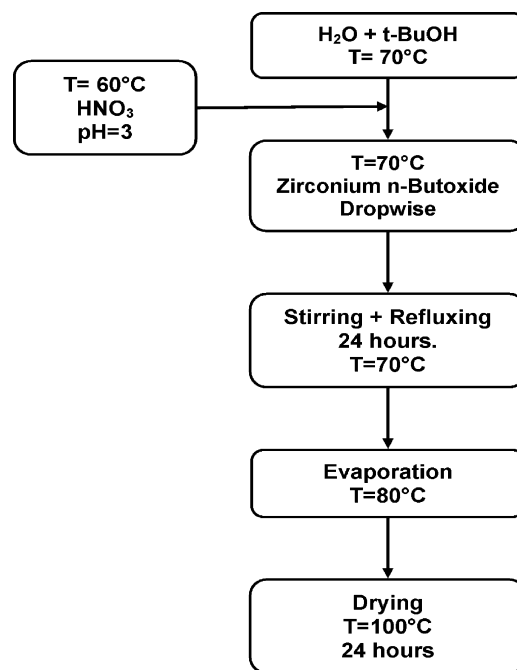 H₂O + t-BuOH
T= 70°C
T= 60°C
HNO₃
pH=3
T=70°C
Zirconium n-Butoxide
Dropwise
Stirring + Refluxing
24 hours.
T=70°C
Evaporation
T=80°C
Drying
T=100°C
24 hours